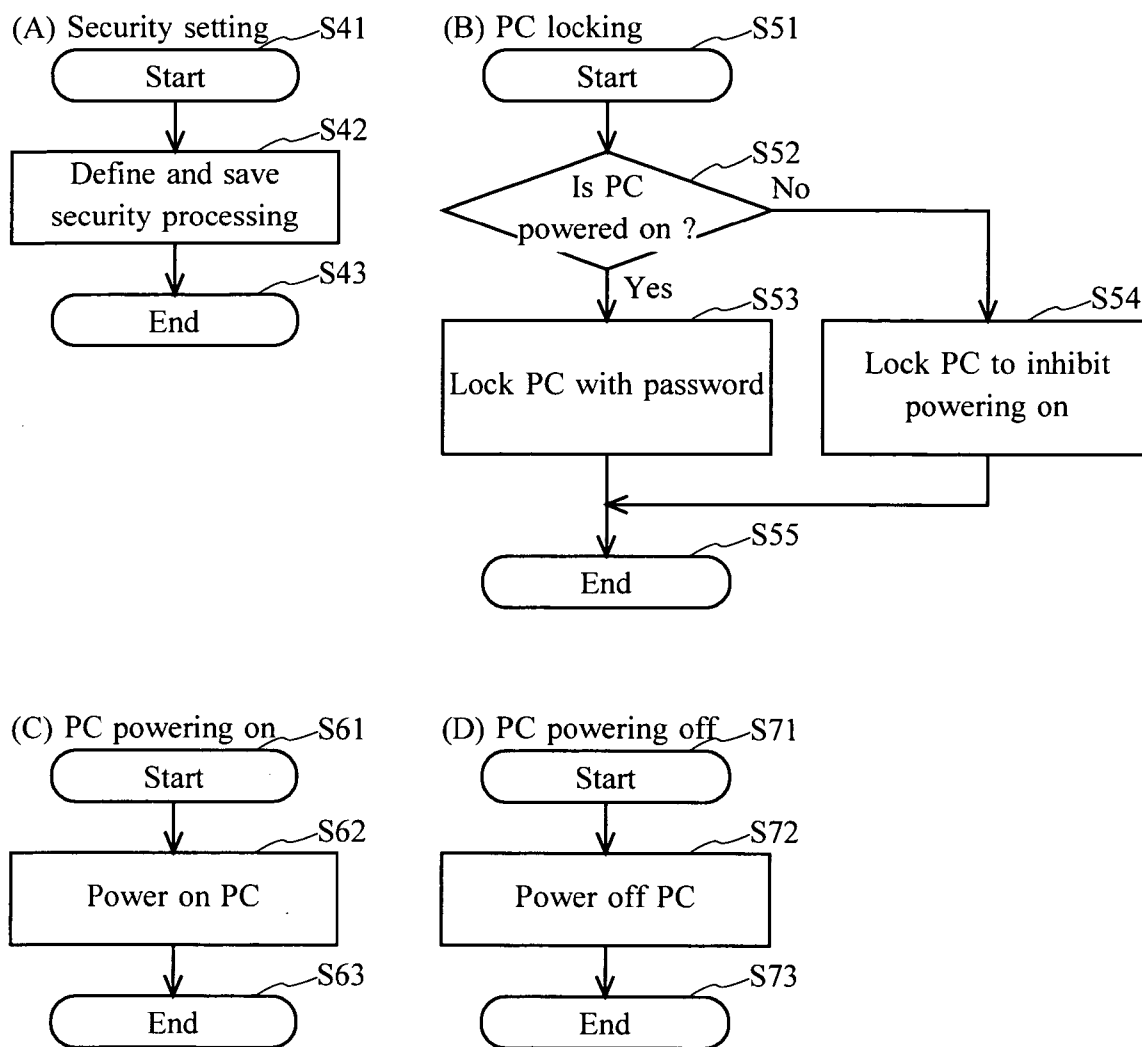 (A) Security setting
S41
Start
S42
Define and save
security processing
S43
End
(B) PC locking
S51
Start
S52
Is PC
powered on ?
No
Yes
S53
Lock PC with password
S54
Lock PC to inhibit
powering on
S55
End
(C) PC powering on
S61
Start
S62
Power on PC
S63
End
(D) PC powering off
S71
Start
S72
Power off PC
S73
End